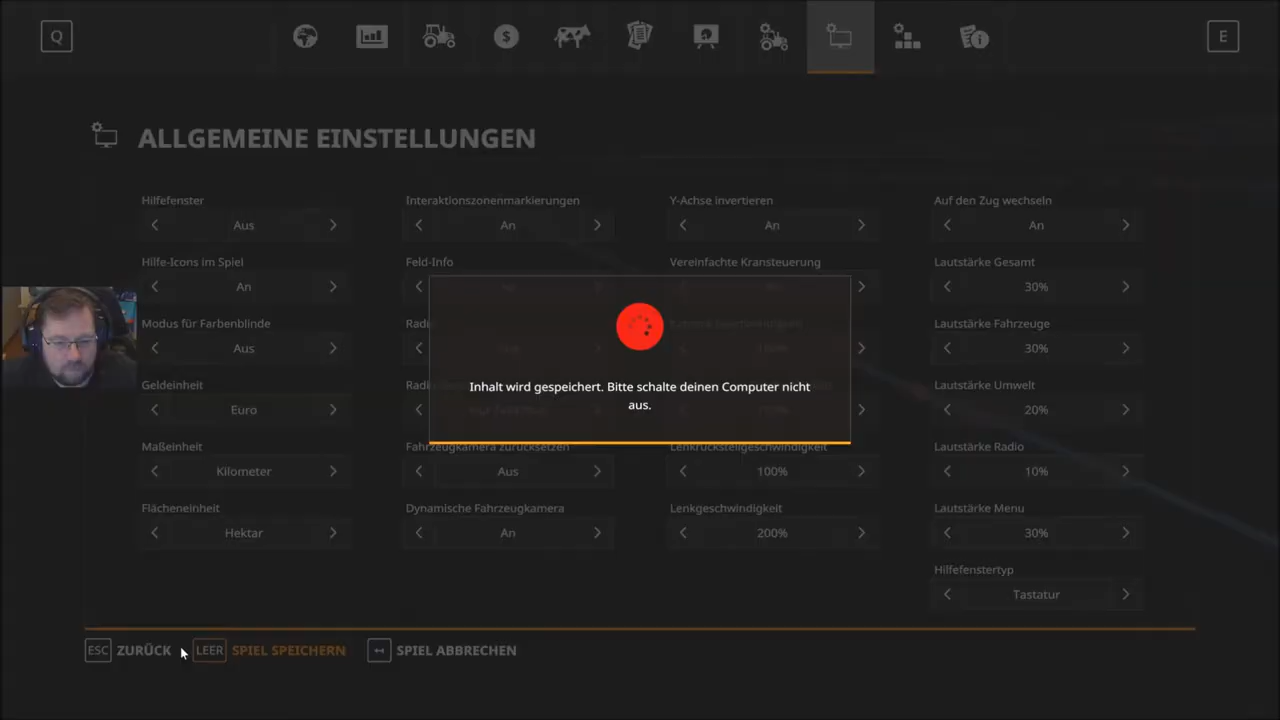 Q
$
E
ALLGEMEINE EINSTELLUNGEN
Hilfefenster
Aus
Interaktionszonenmarkierungen
An
Y-Achse invertieren
An
Auf den Zug wechseln
An
Hilfe-Icons im Spiel
An
Feld-Info
Vereinfachte Kransteuerung
Lautstärke Gesamt
30%
Modus für Farbenblinde
Aus
Lautstärke Fahrzeuge
30%
Inhalt wird gespeichert. Bitte schalte deinen Computer nicht
aus.
Geldeinheit
Euro
Lautstärke Umwelt
20%
Maßeinheit
Kilometer
Fahrzeugkamera zurücksetzen
Aus
Lenkrückstellgeschwindigkeit
100%
Lautstärke Radio
10%
Flächeneinheit
Hektar
Dynamische Fahrzeugkamera
An
Lenkgeschwindigkeit
200%
Lautstärke Menu
30%
Hilfefenstertyp
Tastatur
ESC ZURÜCK LEER SPIEL SPEICHERN SPIEL ABBRECHEN